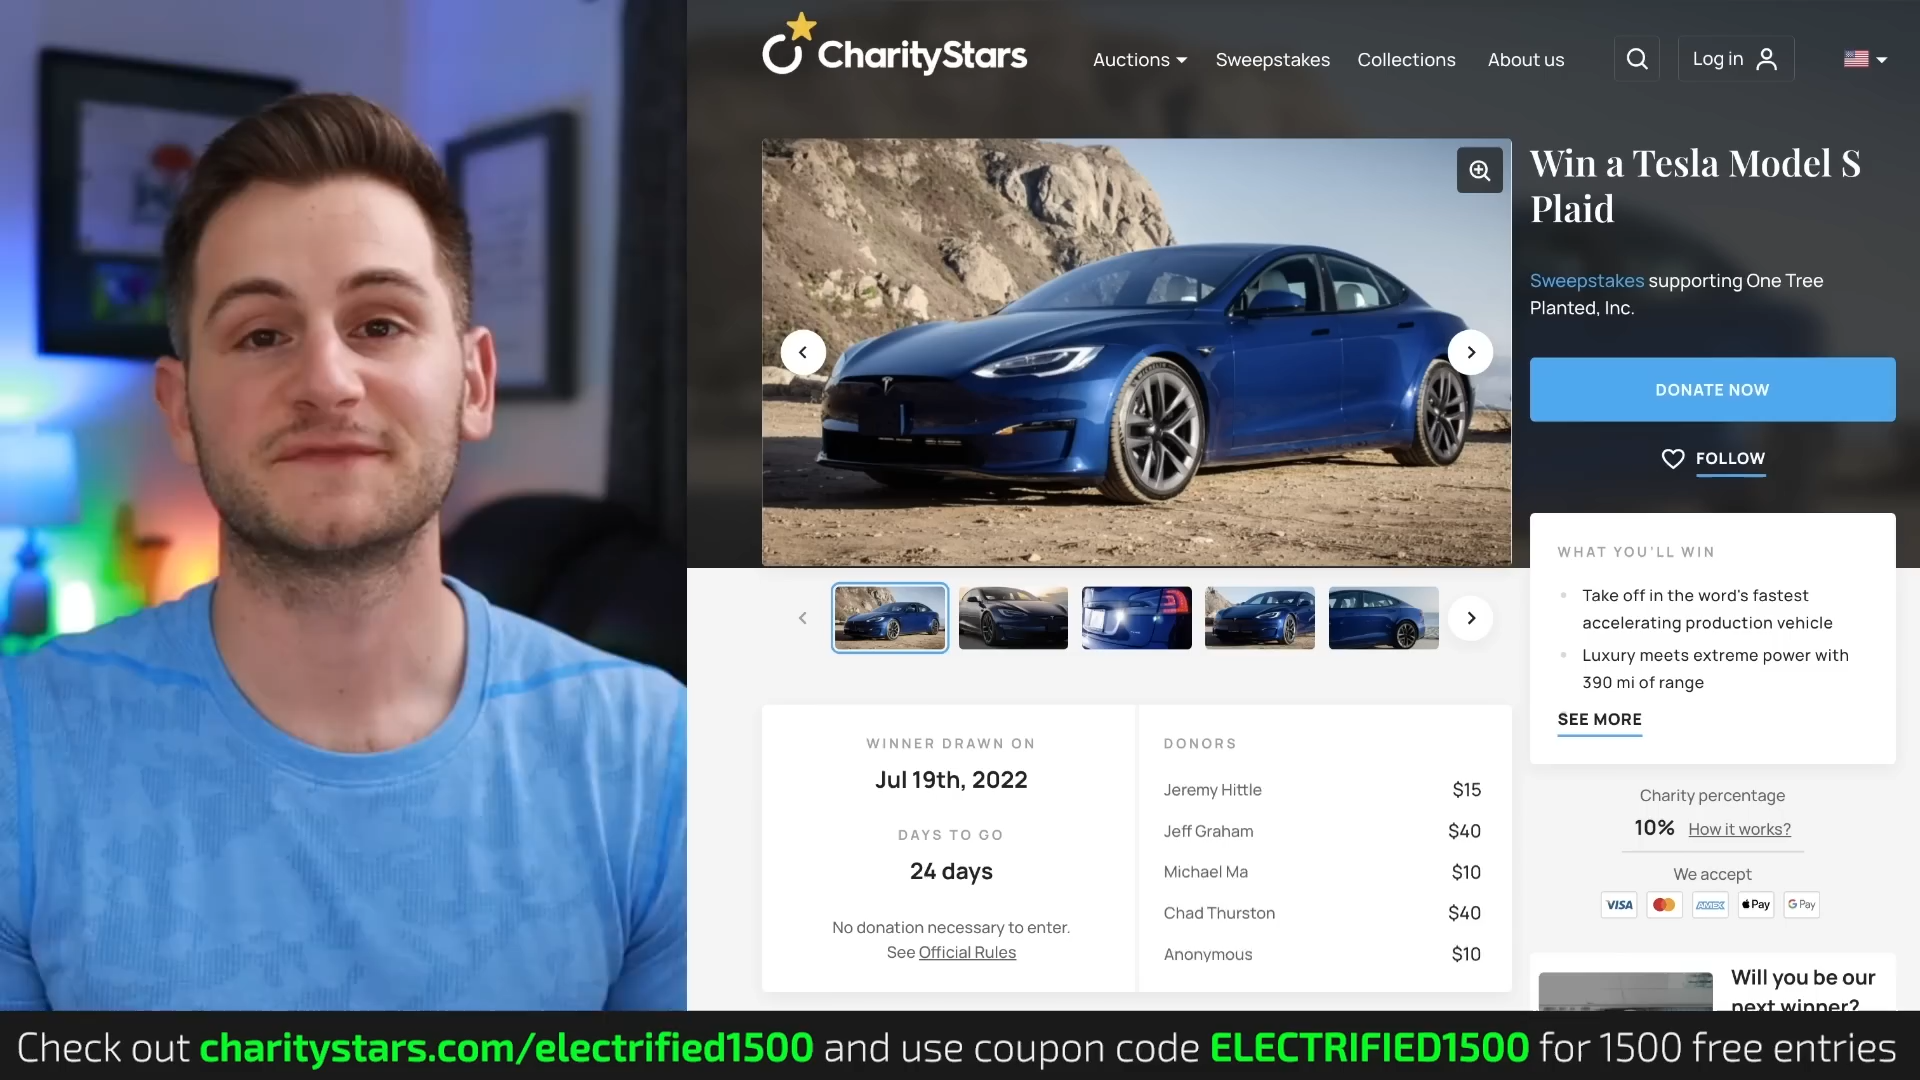 CharityStars
Auctions
Sweepstakes
Collections
About us
Log in
Win a Tesla Model S
Plaid
Sweepstakes supporting One Tree
Planted, Inc.
DONATE NOW
FOLLOW
WHAT YOU'LL WIN
Take off in the word's fastest
accelerating production vehicle
Luxury meets extreme power with
390 mi of range
SEE MORE
WINNER DRAWN ON
Jul 19th, 2022
DAYS TO GO
24 days
No donation necessary to enter.
See Official Rules
DONORS
Jeremy Hittle $15
Jeff Graham $40
Michael Ma $10
Chad Thurston $40
Anonymous $10
Charity percentage
10% How it works?
We accept
VISA
AMEX
Pay
G Pay
Will you be our
next winner?
Check out charitystars.com/electrified1500 and use coupon code ELECTRIFIED1500 for 1500 free entries